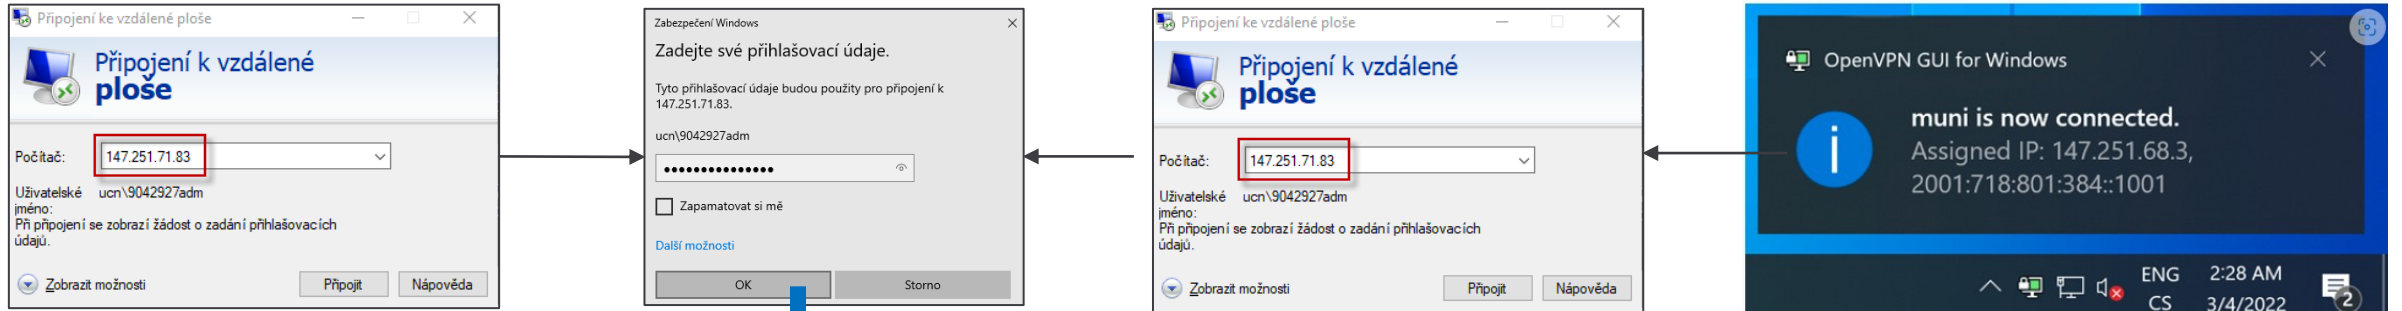 Připojení ke vzdálené ploše
Připojení k vzdálené
ploše
Počítač:
147.251.71.83
Uživatelské
jméno:
ucn\9042927adm
Při připojení se zobrazí žádost o zadání přihlašovacích
údajů.
Zobrazit možnosti
Připojit
Nápověda
Zabezpečení Windows
Zadejte své přihlašovací údaje.
Tyto přihlašovací údaje budou použity pro připojení k
147.251.71.83.
ucn\9042927adm
Zapamatovat si mě
Další možnosti
OK
Storno
Připojení ke vzdálené ploše
Připojení k vzdálené
ploše
Počítač:
147.251.71.83
Uživatelské
jméno:
ucn\9042927adm
Při připojení se zobrazí žádost o zadání přihlašovacích
údajů.
Zobrazit možnosti
Připojit
Nápověda
OpenVPN GUI for Windows
muni is now connected.
Assigned IP: 147.251.68.3,
2001:718:801:384::1001
ENG
CS
2:28 AM
3/4/2022
2